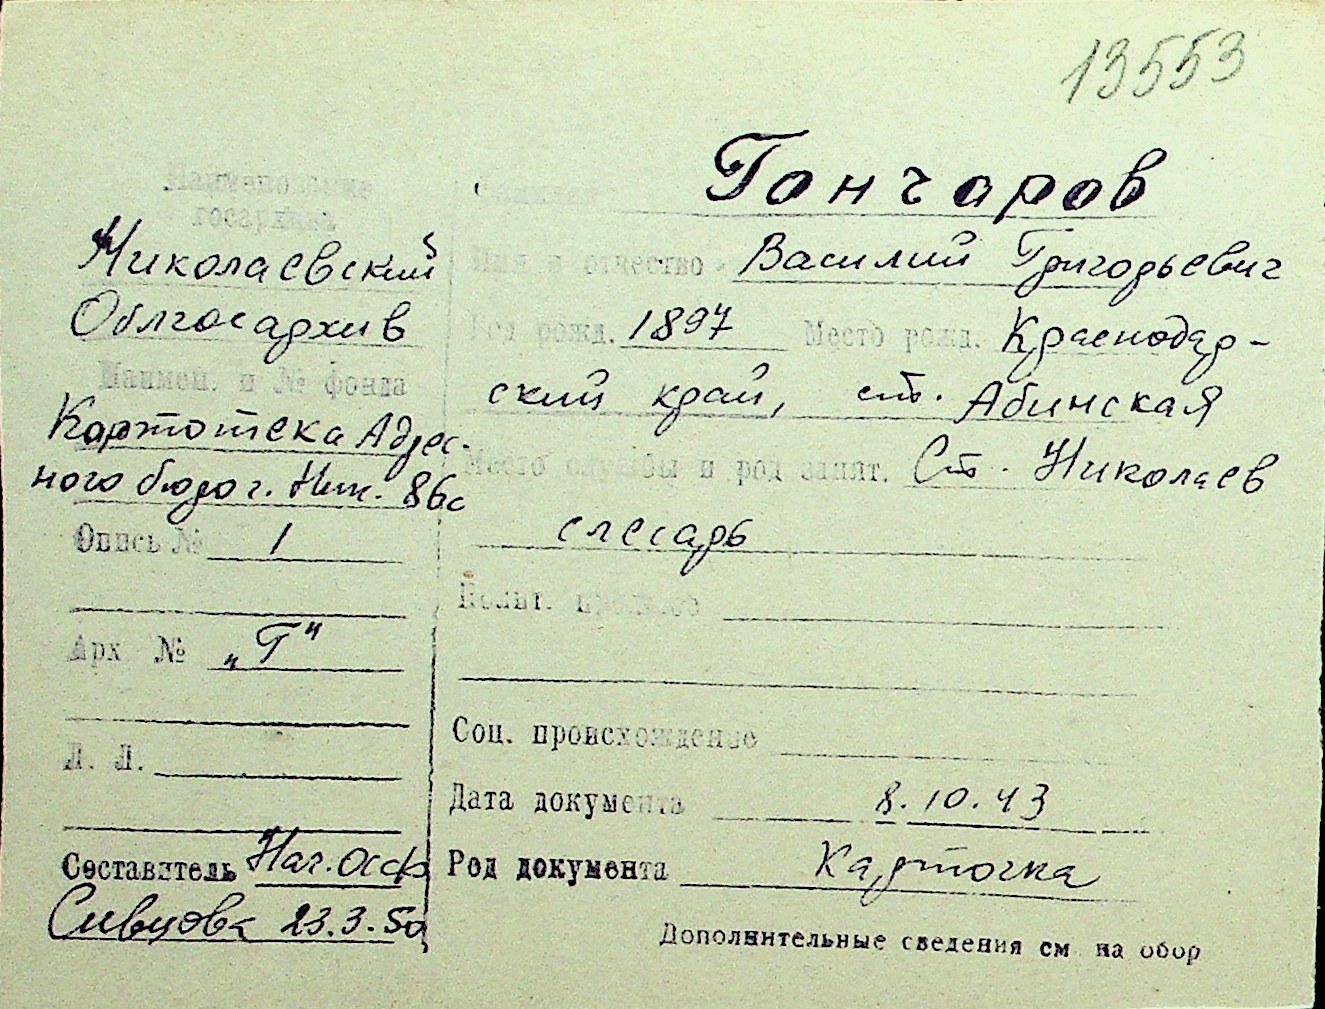 13553
Наименование
госархива
Николаевский
Облгосархив
Наимен. и № фонда
Картотека Адрес-
ного бюро г. Ник. 86с
Опись № 1
Арх № „Г"
Л. Л.
Составитель Нач. ОСФ
Сивцова 23.3.50
Фамилия Гончаров
Имя и отчество Василий Григорьевич
Год рожд. 1897 Место рожд. Краснодар-
ский край, ст. Абинская
Место службы и род занят. Ст. Николаев
слесарь
Полит.
Соц. происхождение
Дата документа 8.10.43
Род документа Карточка
Дополнительные сведения см на обор